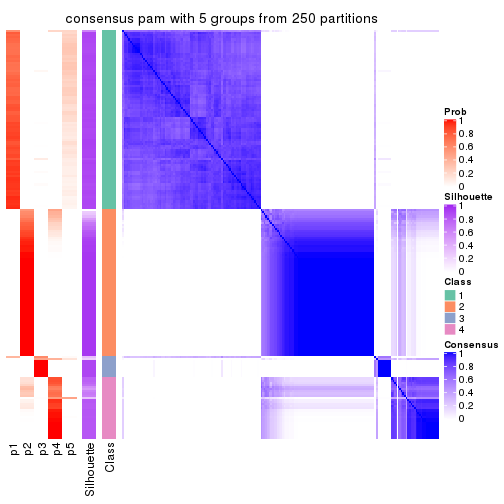 consensus pam with 5 groups from 250 partitions
Prob
1
0.8
0.6
0.4
0.2
0
Silhouette
1
0.8
0.6
0.4
0.2
0
Class
1
2
3
4
Consensus
1
0.8
0.6
0.4
0.2
0
p1
p2
p3
p4
p5
Silhouette
Class